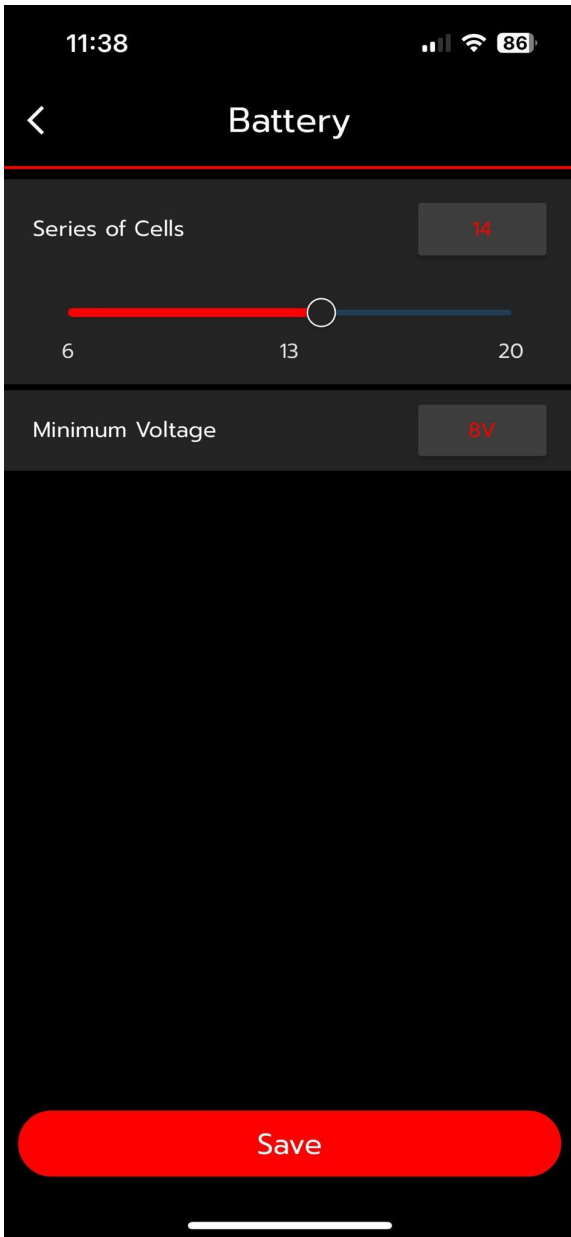 11:38 86
Battery
Series of Cells 14
6 13 20
Minimum Voltage 8V
Save